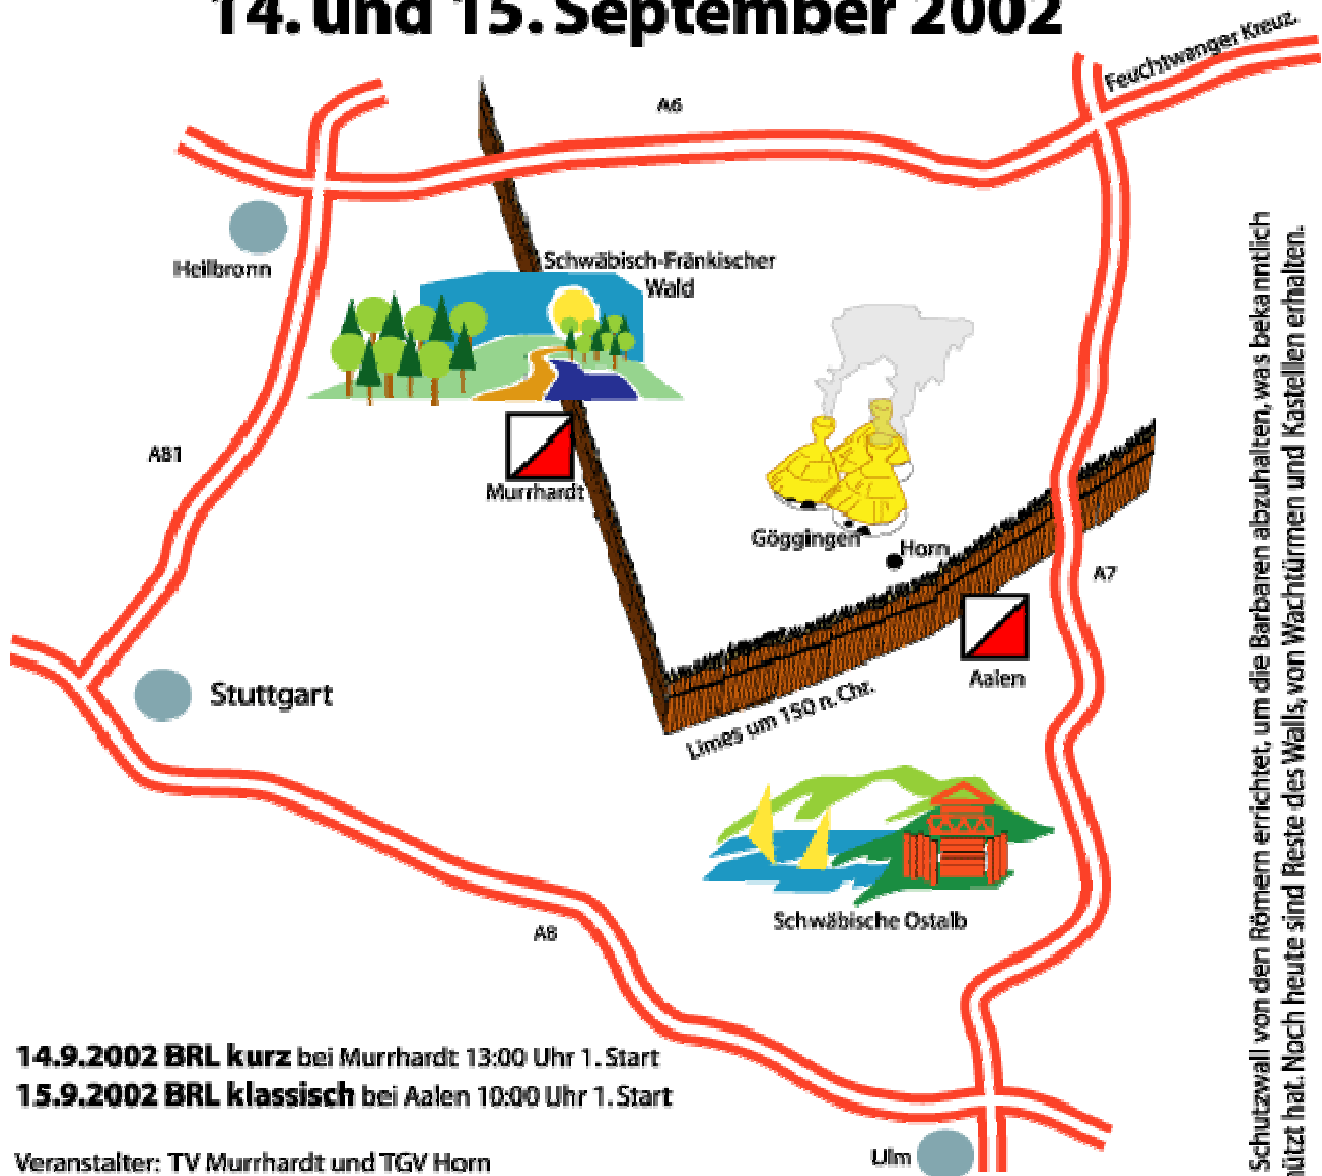 14. und 15. September 2002
Feuchtwanger Kreuz.
A6
Heilbronn
Schwäbisch-Fränkischer
Wald
A81
Murrhardt
Göggingen
Horn
A7
Aalen
Stuttgart
Limes um 150 n. Chr.
Schwäbische Ostalb
A8
14.9.2002 BRL kurz bei Murrhardt 13:00 Uhr 1. Start
15.9.2002 BRL klassisch bei Aalen 10:00 Uhr 1. Start
Veranstalter: TV Murrhardt und TGV Horn
Ulm
Schutzwall von den Römern errichtet, um die Barbaren abzuhalten, was bekanntlich
hat. Noch heute sind Reste des Walls, von Wachtürmen und Kastellen erhalten.